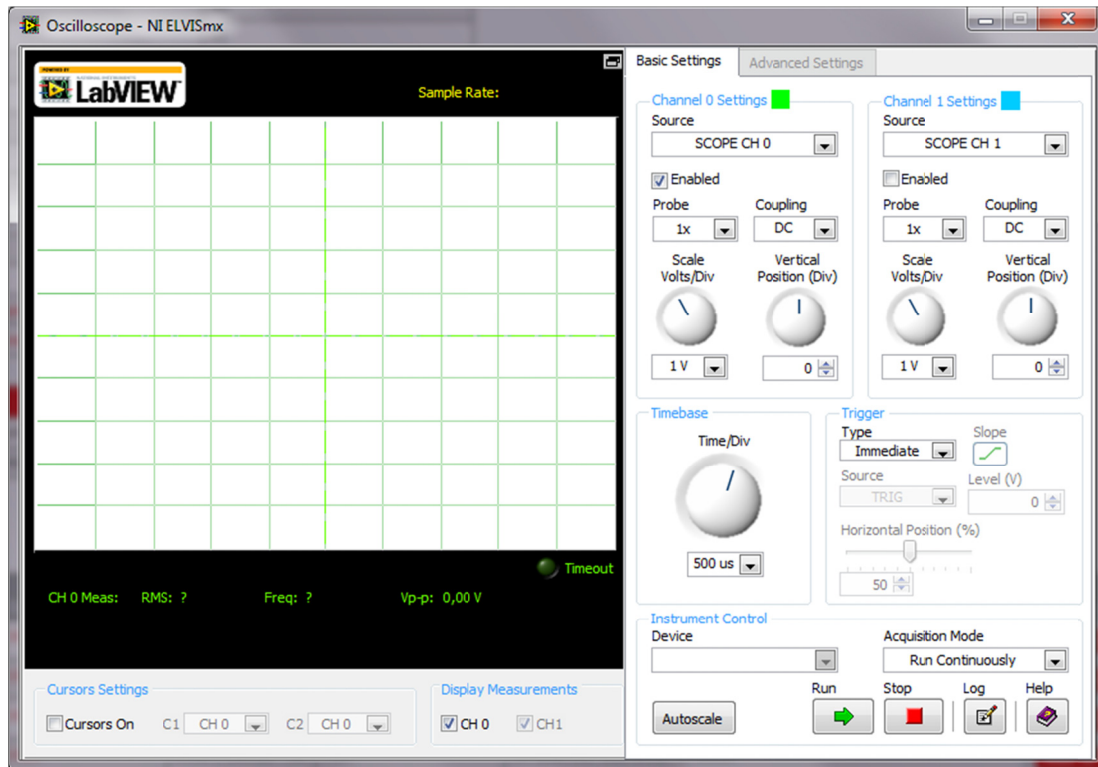 Oscilloscope - NI ELVISmx
POWERED BY
NATIONAL INSTRUMENTS
LabVIEW™
Sample Rate:
Timeout
CH 0 Meas: RMS: ? Freq: ? Vp-p: 0,00 V
Cursors Settings
Cursors On C1 CH 0 C2 CH 0
Display Measurements
CH 0 CH1
Basic Settings Advanced Settings
Channel 0 Settings
Source
SCOPE CH 0
Enabled
Probe Coupling
1x DC
Scale Vertical
Volts/Div Position (Div)
1 V 0
Channel 1 Settings
Source
SCOPE CH 1
Enabled
Probe Coupling
1x DC
Scale Vertical
Volts/Div Position (Div)
1 V 0
Timebase
Time/Div
500 us
Trigger
Type Slope
Immediate
Source Level (V)
TRIG 0
Horizontal Position (%)
50
Instrument Control
Device Acquisition Mode
Run Continuously
Run Stop Log Help
Autoscale